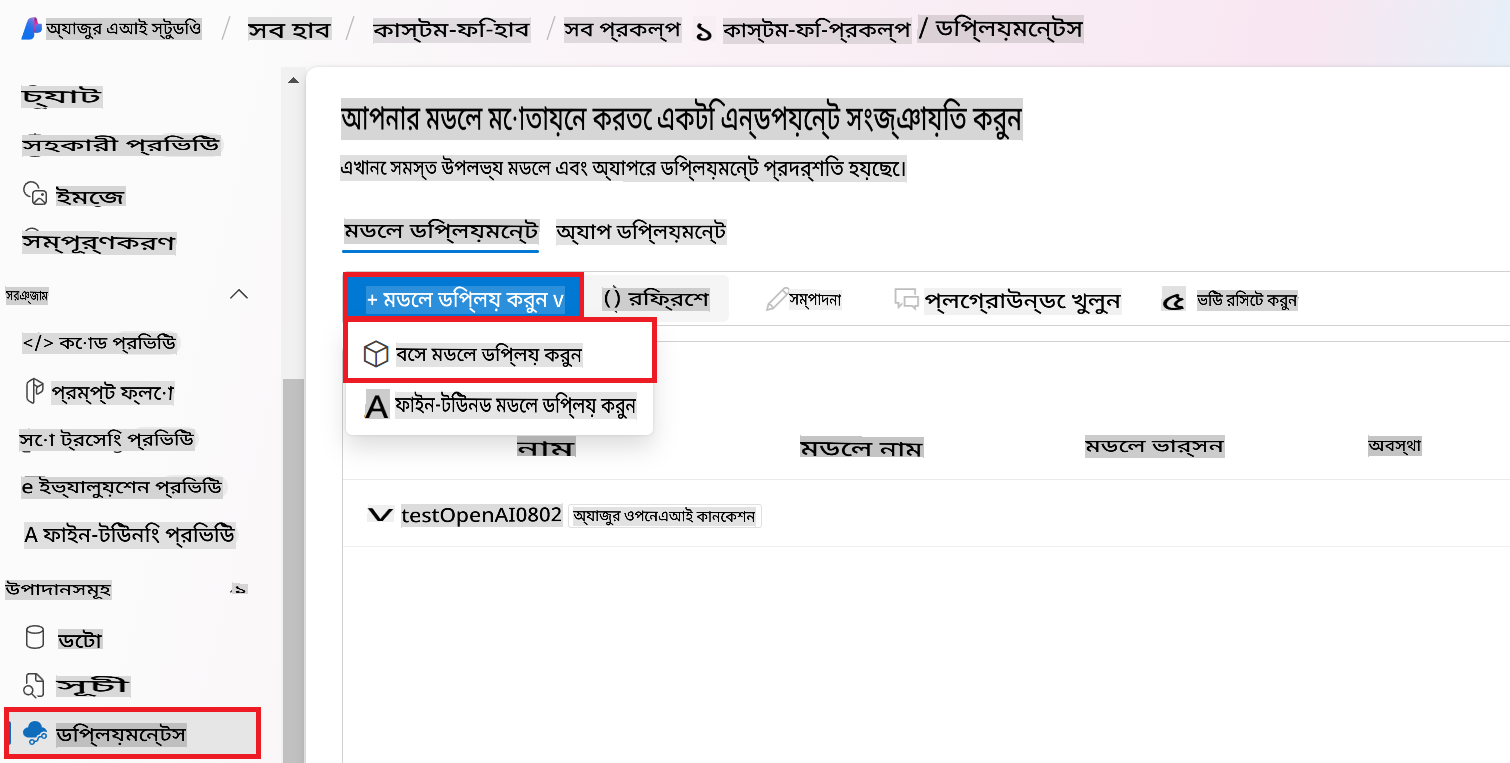 অ্যাজুর এআই স্টুডিও / সব হাব / কাস্টম-ফি-হাব / সব প্রকল্প ১ কাস্টম-ফি-প্রকল্প / ডিপ্লয়মেন্টস
চ্যাট
সহকারী প্রিভিউ
ইমেজ
সম্পূর্ণকরণ
সরঞ্জাম
</> কোড প্রিভিউ
প্রম্পট ফ্লো
সো ট্রেসিং প্রিভিউ
e ইভ্যালুয়েশন প্রিভিউ
A ফাইন-টিউনিং প্রিভিউ
উপাদানসমূহ ১
ডেটা
সূচী
ডিপ্লয়মেন্টস
আপনার মডেল মোতায়েন করতে একটি এন্ডপয়েন্ট সংজ্ঞায়িত করুন
এখানে সমস্ত উপলভ্য মডেল এবং অ্যাপের ডিপ্লয়মেন্ট প্রদর্শিত হয়েছে।
মডেল ডিপ্লয়মেন্ট অ্যাপ ডিপ্লয়মেন্ট
+ মডেল ডিপ্লয় করুন v () রিফ্রেশ সম্পাদনা প্লেগ্রাউন্ডে খুলুন ৫ ভিউ রিসেট করুন
বেস মডেল ডিপ্লয় করুন
A ফাইন-টিউনড মডেল ডিপ্লয় করুন
নাম মডেল নাম মডেল ভার্সন অবস্থা
testOpenAI0802 অ্যাজুর ওপেনএআই কানেকশন